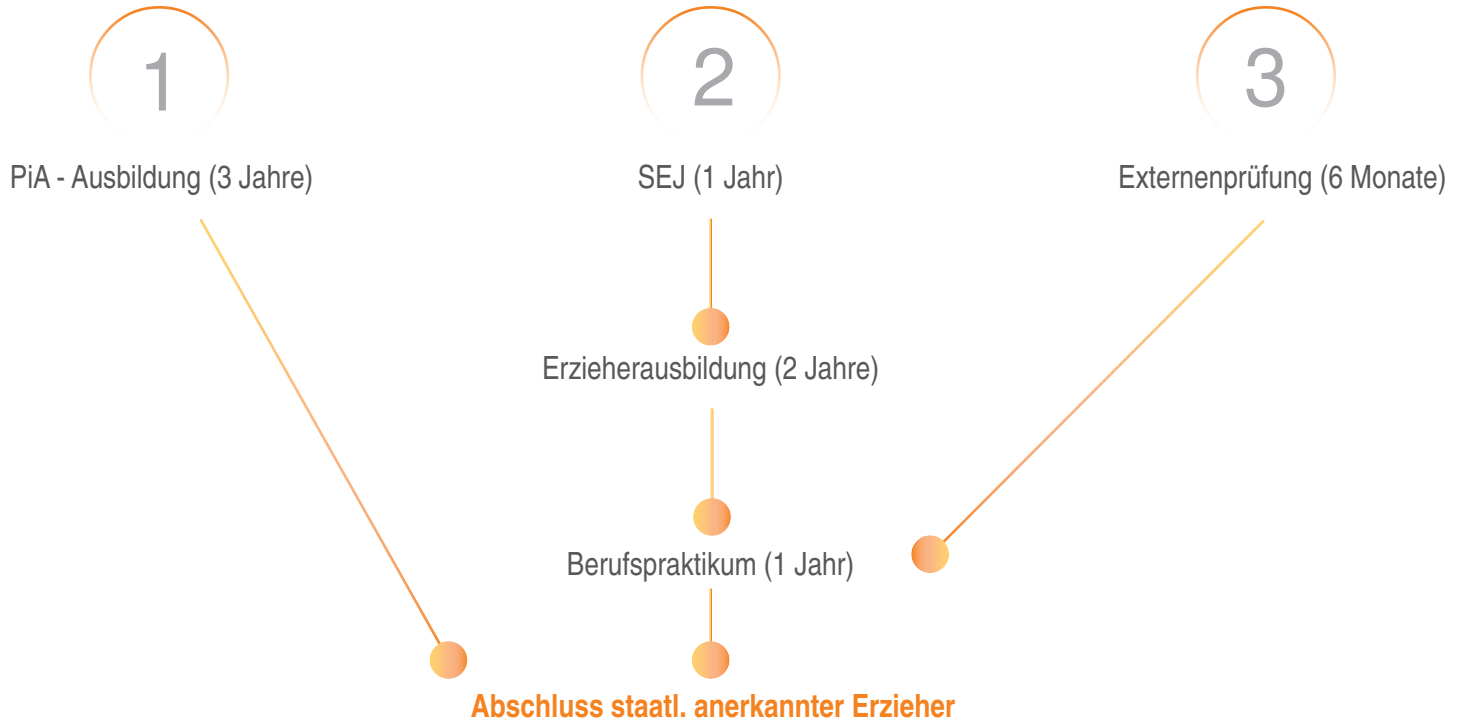 1
2
3
PiA - Ausbildung (3 Jahre)
SEJ (1 Jahr)
Externenprüfung (6 Monate)
Erzieherausbildung (2 Jahre)
Berufspraktikum (1 Jahr)
Abschluss staatl. anerkannter Erzieher